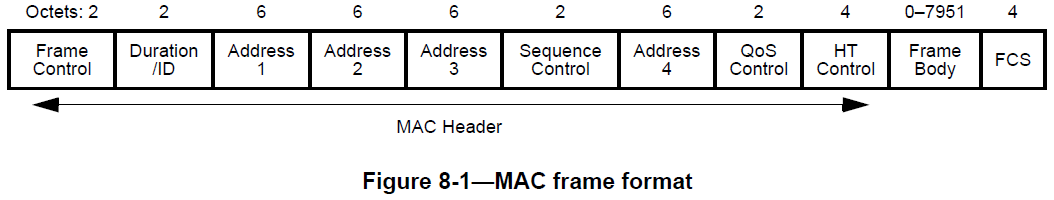 Octets: 2 2 6 6 6 2 6 2 4 0–7951 4
Frame Control Duration /ID Address 1 Address 2 Address 3 Sequence Control Address 4 QoS Control HT Control Frame Body FCS
MAC Header
Figure 8-1—MAC frame format